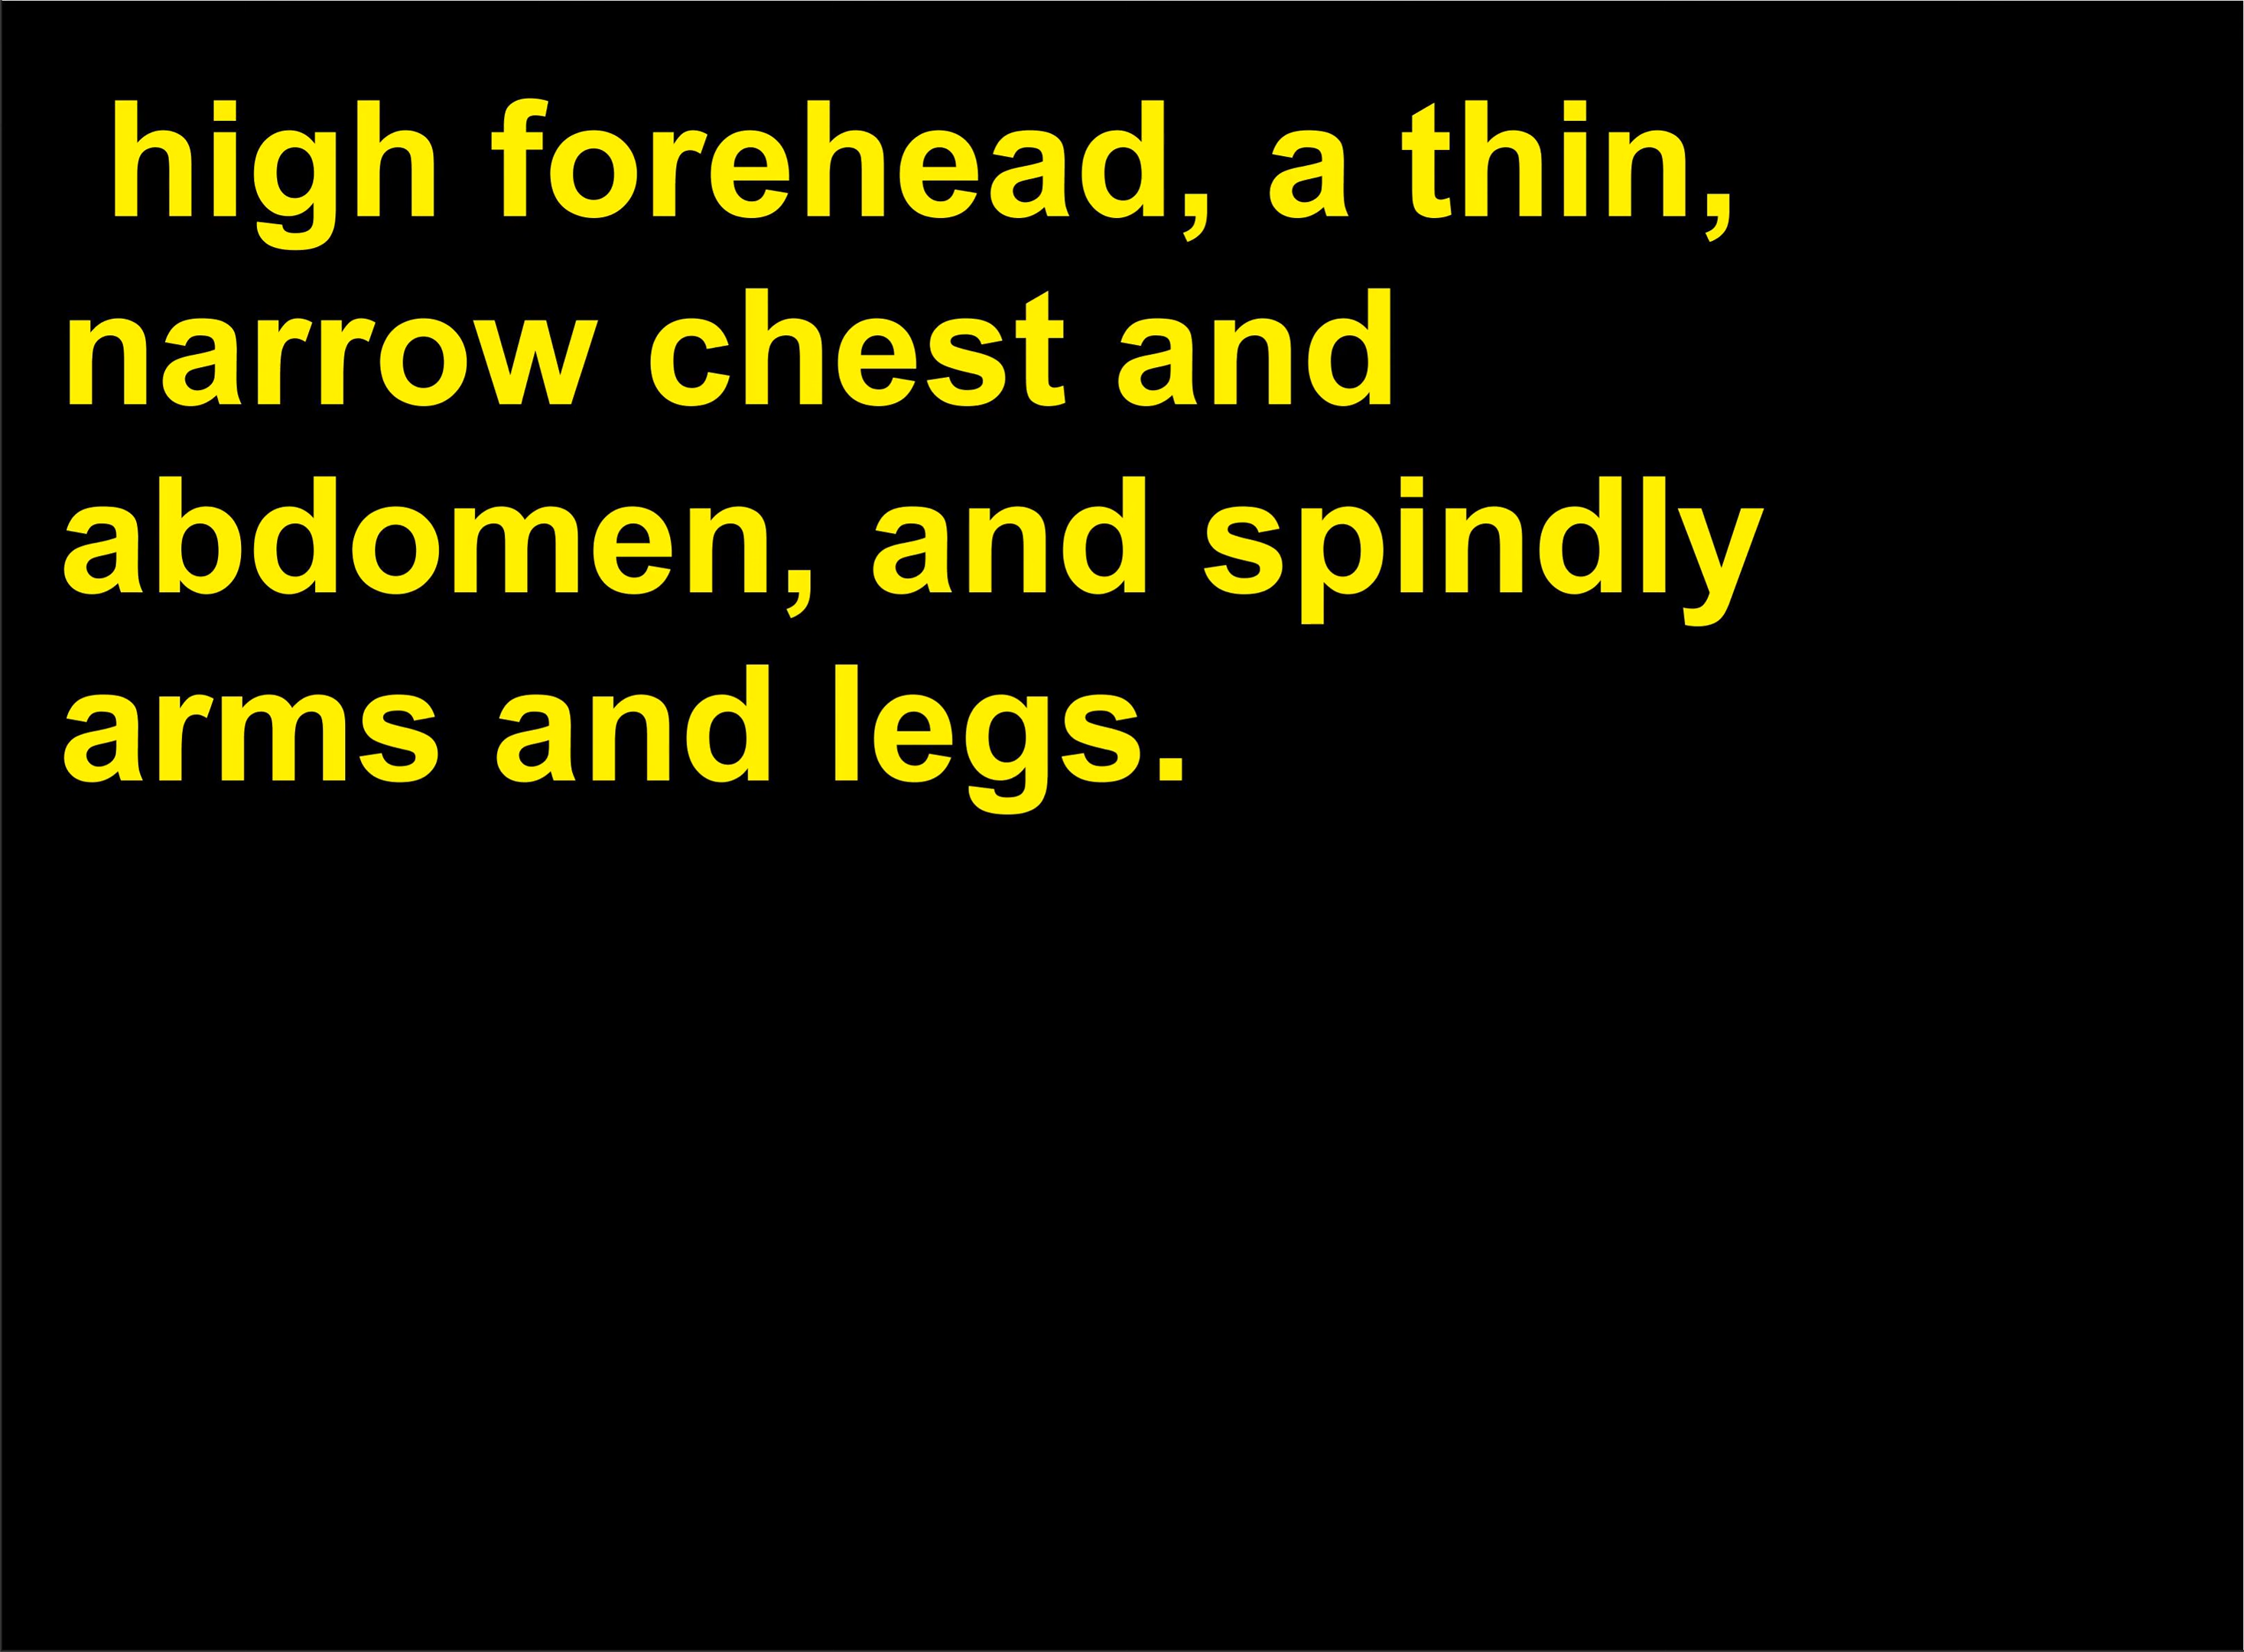 high forehead, a thin,
narrow chest and
abdomen, and spindly
arms and legs.